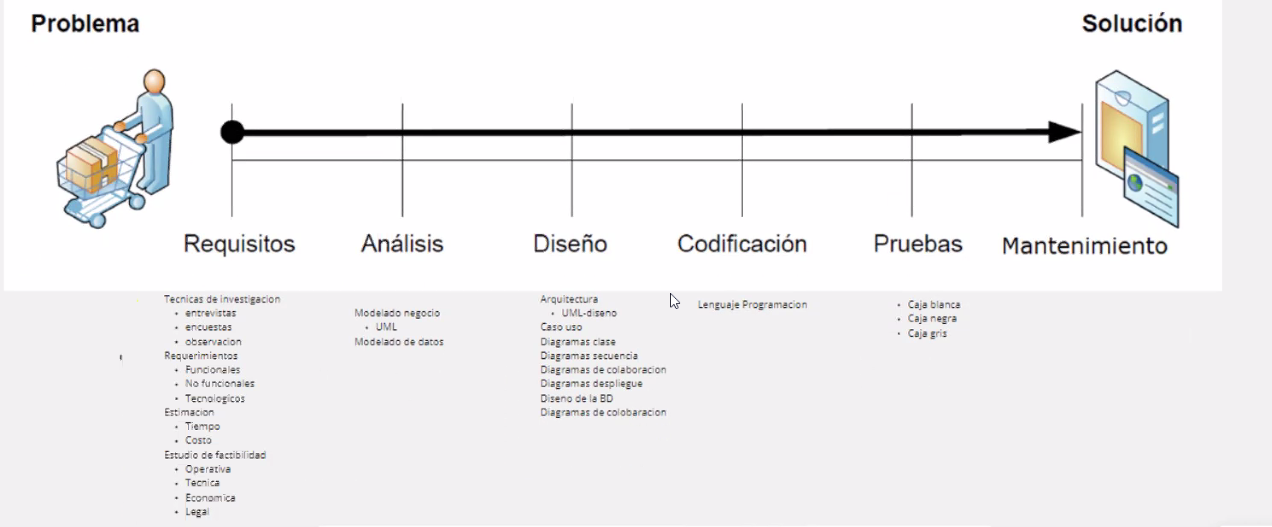 Problema
Solución
Requisitos
Análisis
Diseño
Codificación
Pruebas
Mantenimiento
Tecnicas de investigacion
• entrevistas
• encuestas
• observacion
Requerimientos
• Funcionales
• No funcionales
• Tecnologicos
Estimacion
• Tiempo
• Costo
Estudio de factibilidad
• Operativa
• Tecnica
• Economica
• Legal
Modelado negocio
• UML
Modelado de datos
Arquitectura
• UML-diseno
Caso uso
Diagramas clase
Diagramas secuencia
Diagramas de colaboracion
Diagramas despliegue
Diseno de la BD
Diagramas de colobaracion
Lenguaje Programacion
• Caja blanca
• Caja negra
• Caja gris